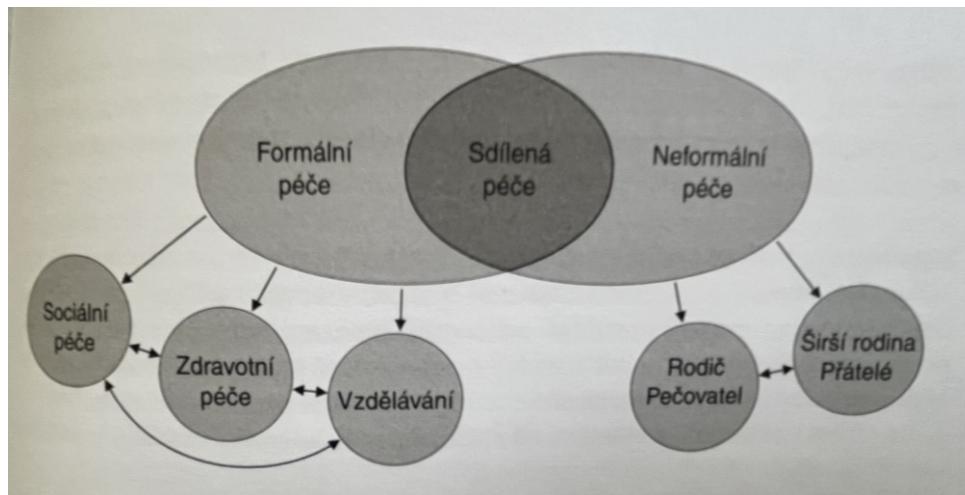 Formální
péče
Sdílená
péče
Neformální
péče
Sociální
péče
Zdravotní
péče
Vzdělávání
Rodič
Pečovatel
Širší rodina
Přátelé